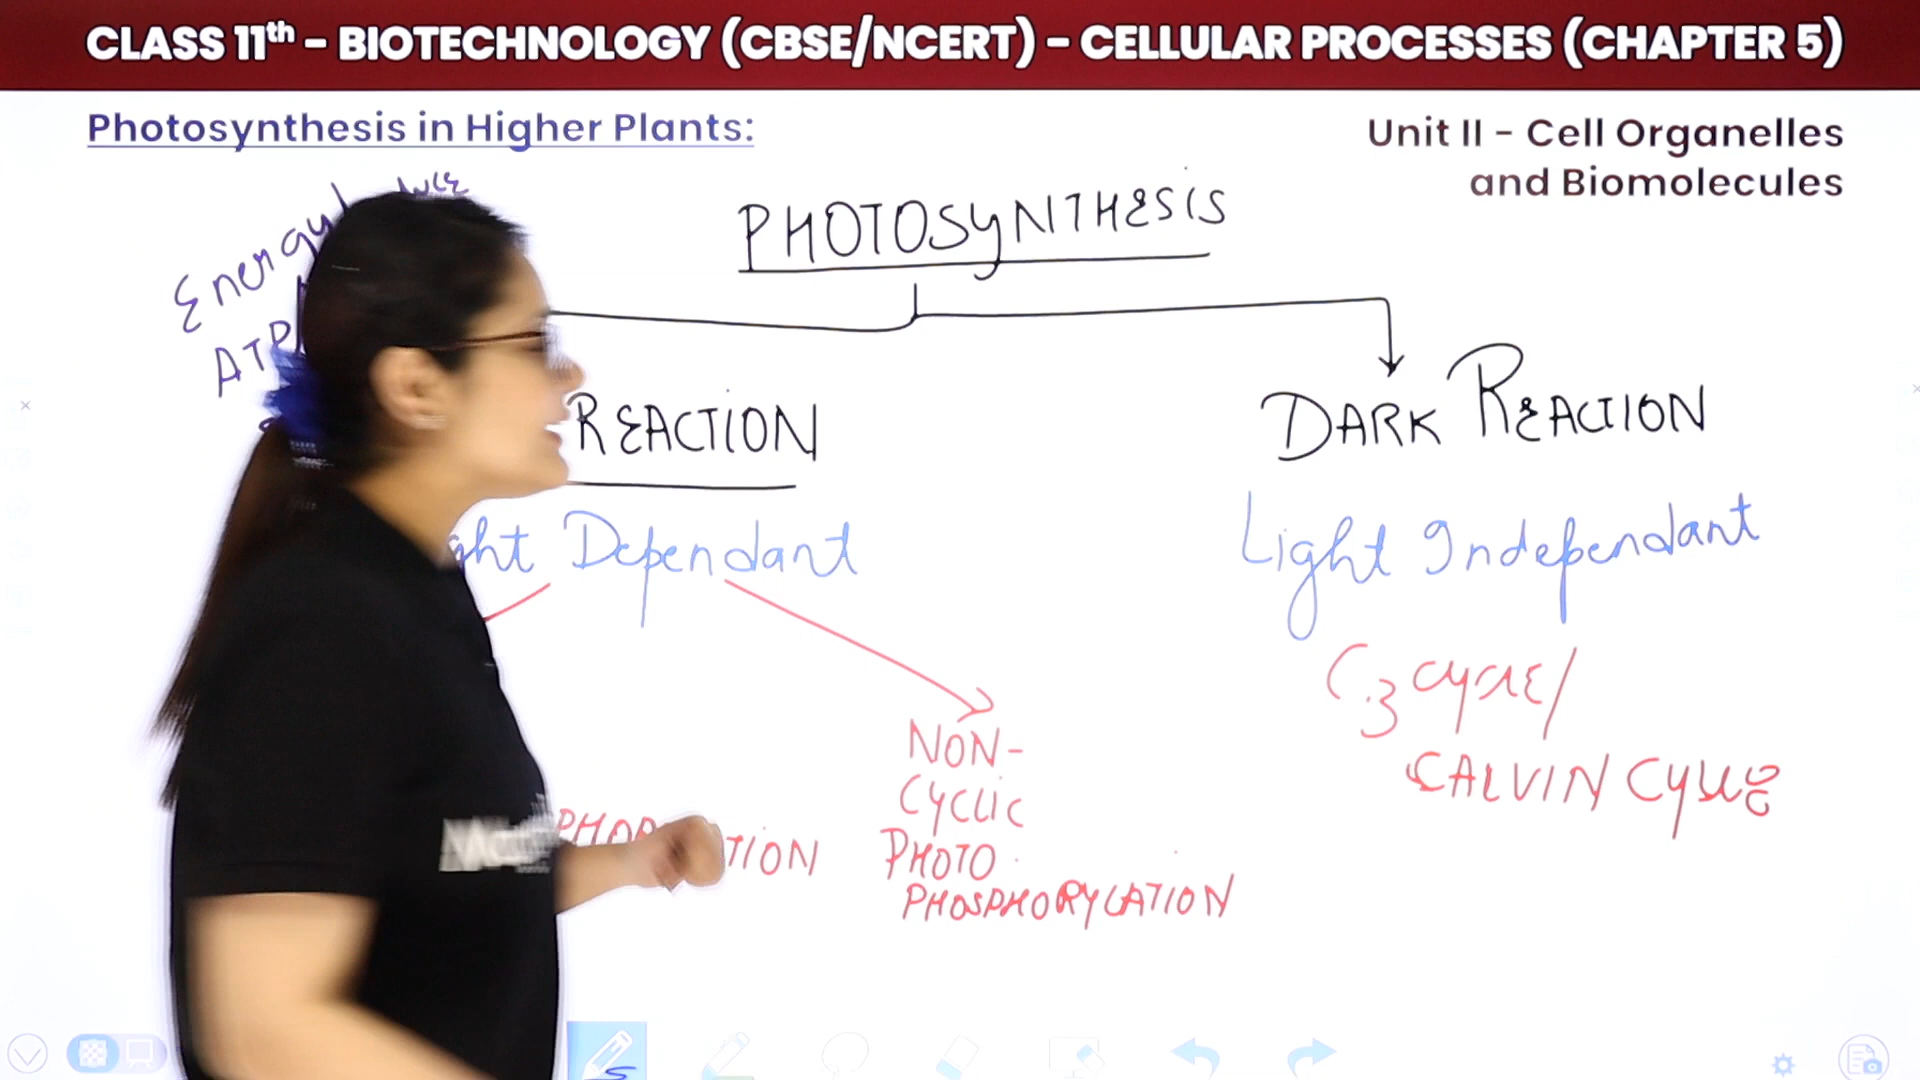 CLASS 11th - BIOTECHNOLOGY (CBSE/NCERT) - CELLULAR PROCESSES (CHAPTER 5)
Photosynthesis in Higher Plants:
Unit II - Cell Organelles
and Biomolecules
PHOTOSYNTHESIS
Energy
ATP
REACTION
DARK REACTION
Dependant
Light Independant
C3 CYCLE/
CALVIN CYCLE
NON-
CYCLIC
PHOTO
PHOSPHORYLATION